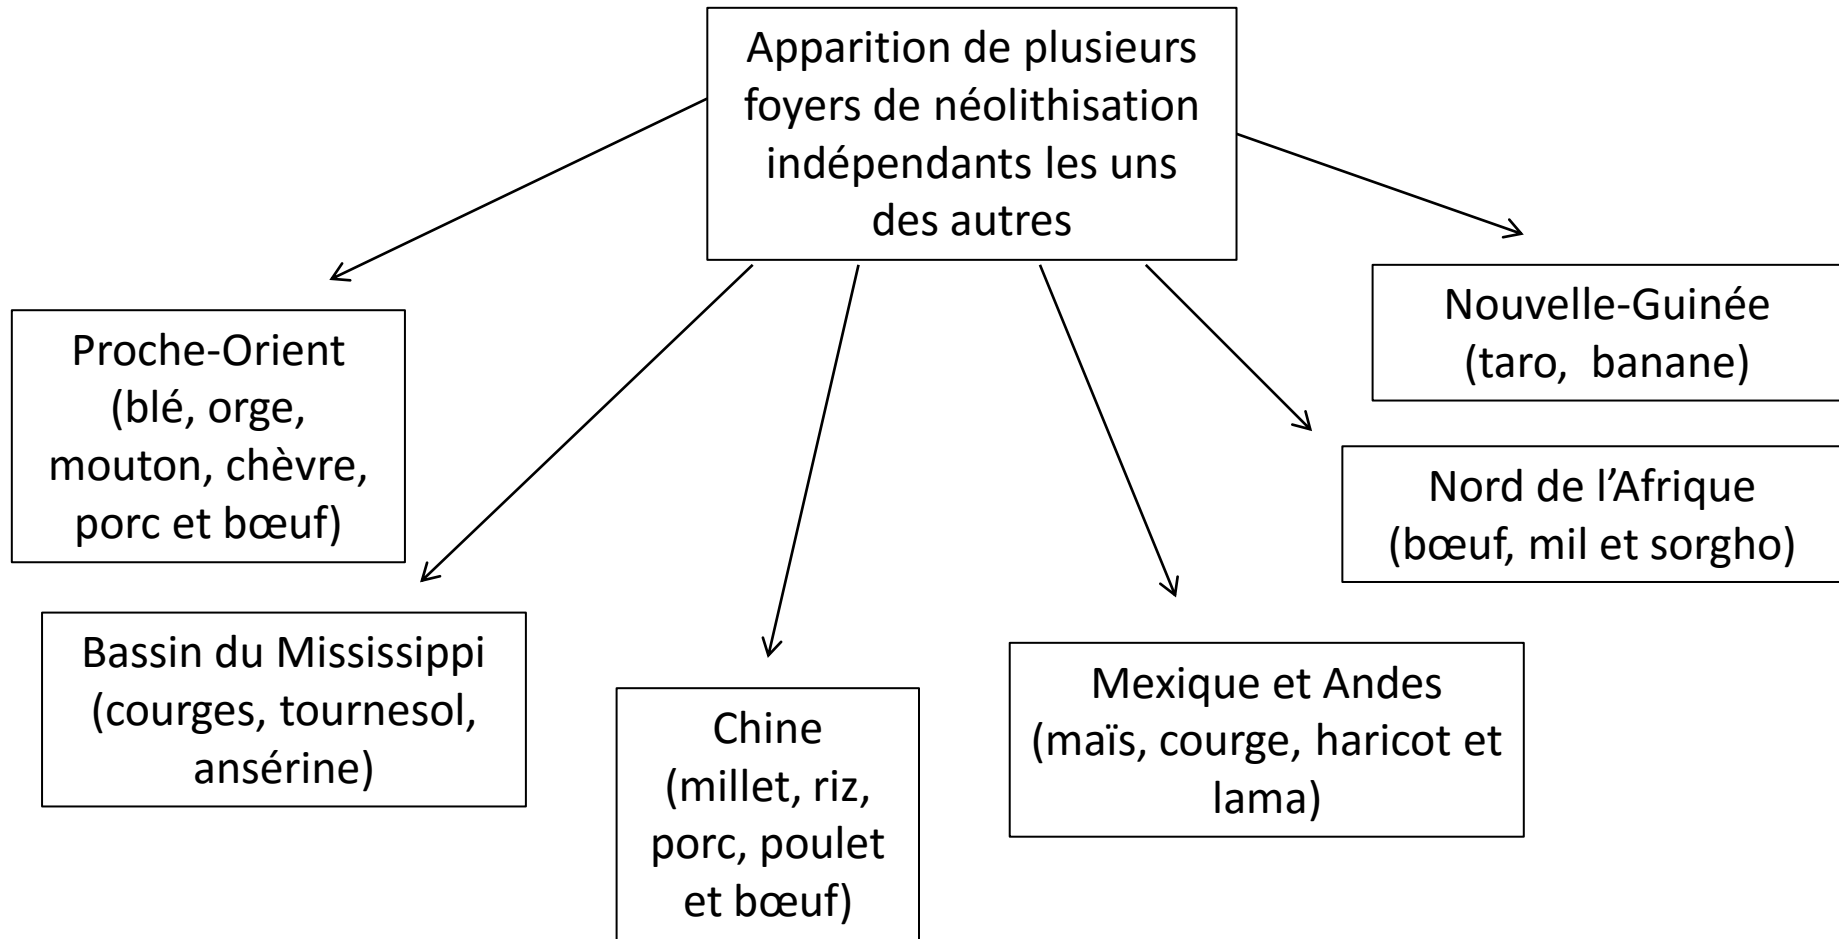 Apparition de plusieurs
foyers de néolithisation
indépendants les uns
des autres
Proche-Orient
(blé, orge,
mouton, chèvre,
porc et bœuf)
Bassin du Mississippi
(courges, tournesol,
ansérine)
Chine
(millet, riz,
porc, poulet
et bœuf)
Mexique et Andes
(maïs, courge, haricot et
lama)
Nord de l’Afrique
(bœuf, mil et sorgho)
Nouvelle-Guinée
(taro,  banane)